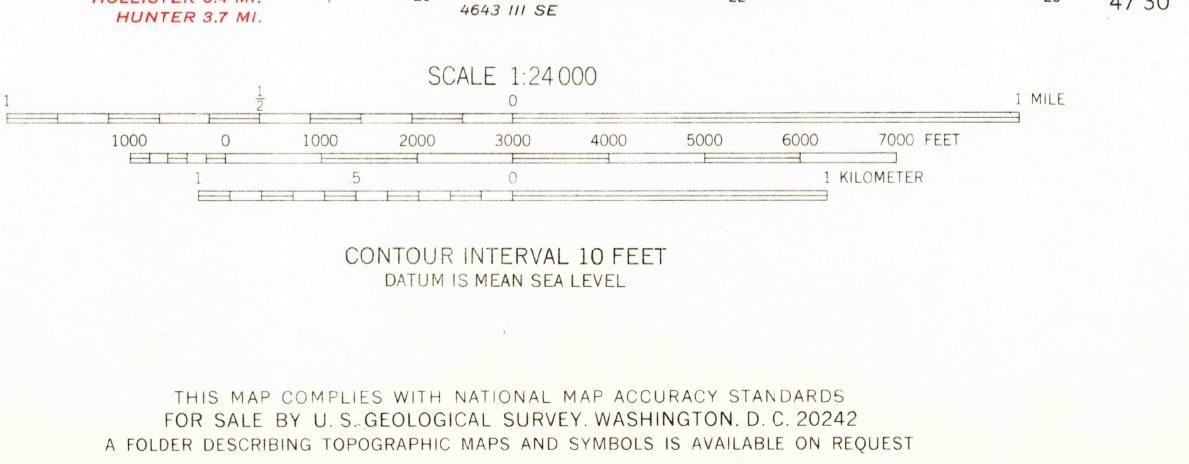 HUNTER 3.7 MI.
4643 III SE
47'30"
SCALE 1:24 000
1 1/2 0 1 MILE
1000 0 1000 2000 3000 4000 5000 6000 7000 FEET
1 .5 0 1 KILOMETER
CONTOUR INTERVAL 10 FEET
DATUM IS MEAN SEA LEVEL
THIS MAP COMPLIES WITH NATIONAL MAP ACCURACY STANDARDS
FOR SALE BY U. S. GEOLOGICAL SURVEY, WASHINGTON, D. C. 20242
A FOLDER DESCRIBING TOPOGRAPHIC MAPS AND SYMBOLS IS AVAILABLE ON REQUEST